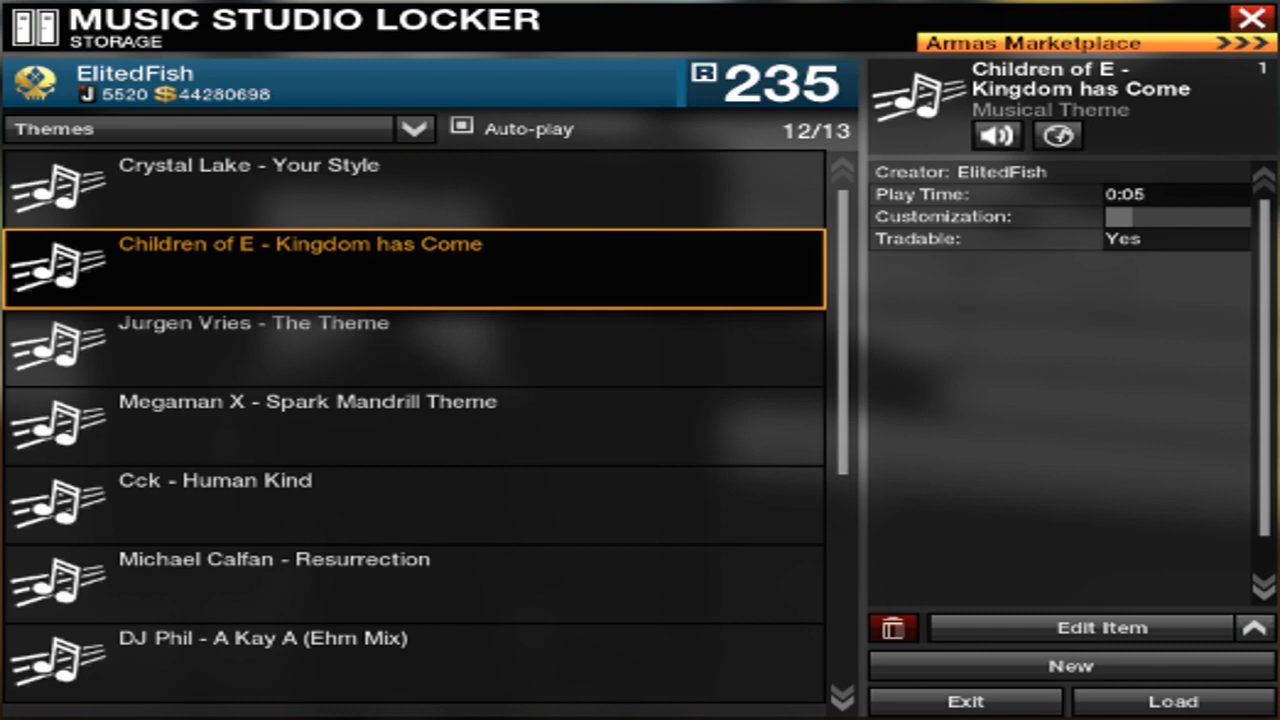 MUSIC STUDIO LOCKER
STORAGE
Armas Marketplace >>>
ElitedFish
J 5520 $44280698
R 235
Themes
Auto-play
12/13
Crystal Lake - Your Style
Children of E - Kingdom has Come
Jurgen Vries - The Theme
Megaman X - Spark Mandrill Theme
Cck - Human Kind
Michael Calfan - Resurrection
DJ Phil - A Kay A (Ehm Mix)
Children of E -
1
Kingdom has Come
Musical Theme
Creator: ElitedFish
Play Time: 0:05
Customization:
Tradable: Yes
Edit Item
New
Exit
Load